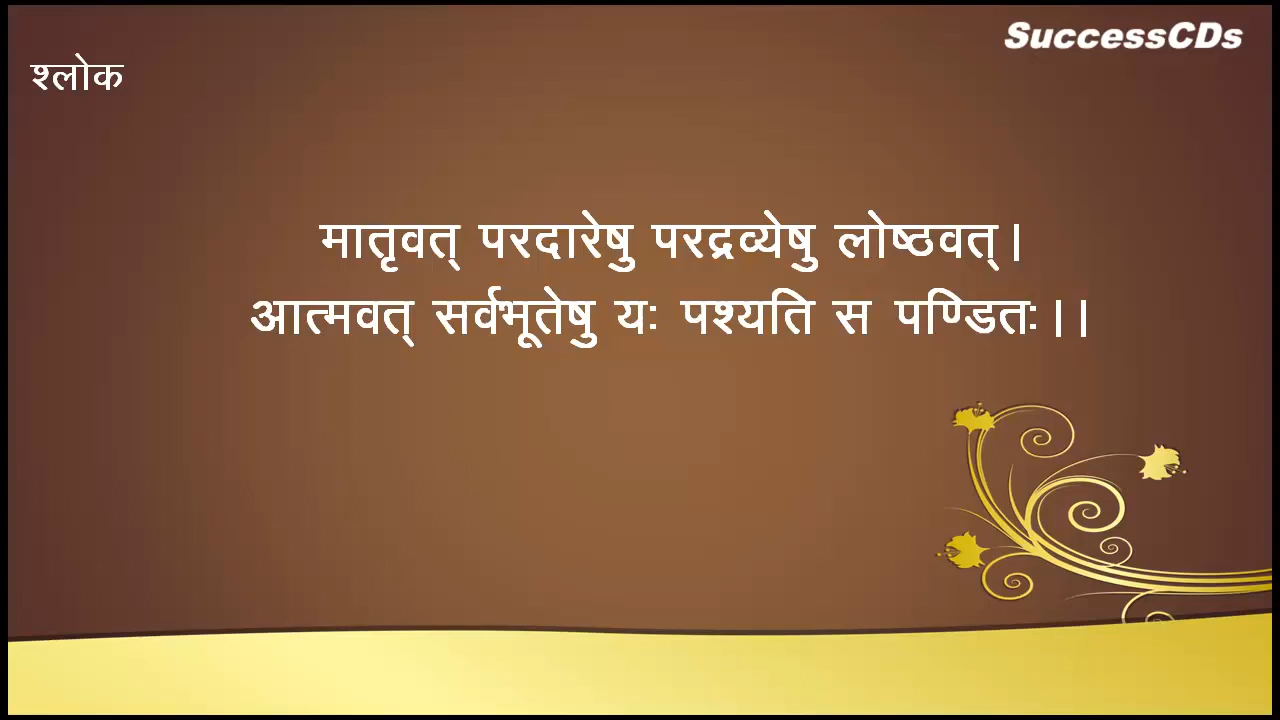 SuccessCDs
श्लोक
मातृवत् परदारेषु परद्रव्येषु लोष्ठवत्।
आत्मवत् सर्वभूतेषु यः पश्यति स पण्डितः।।